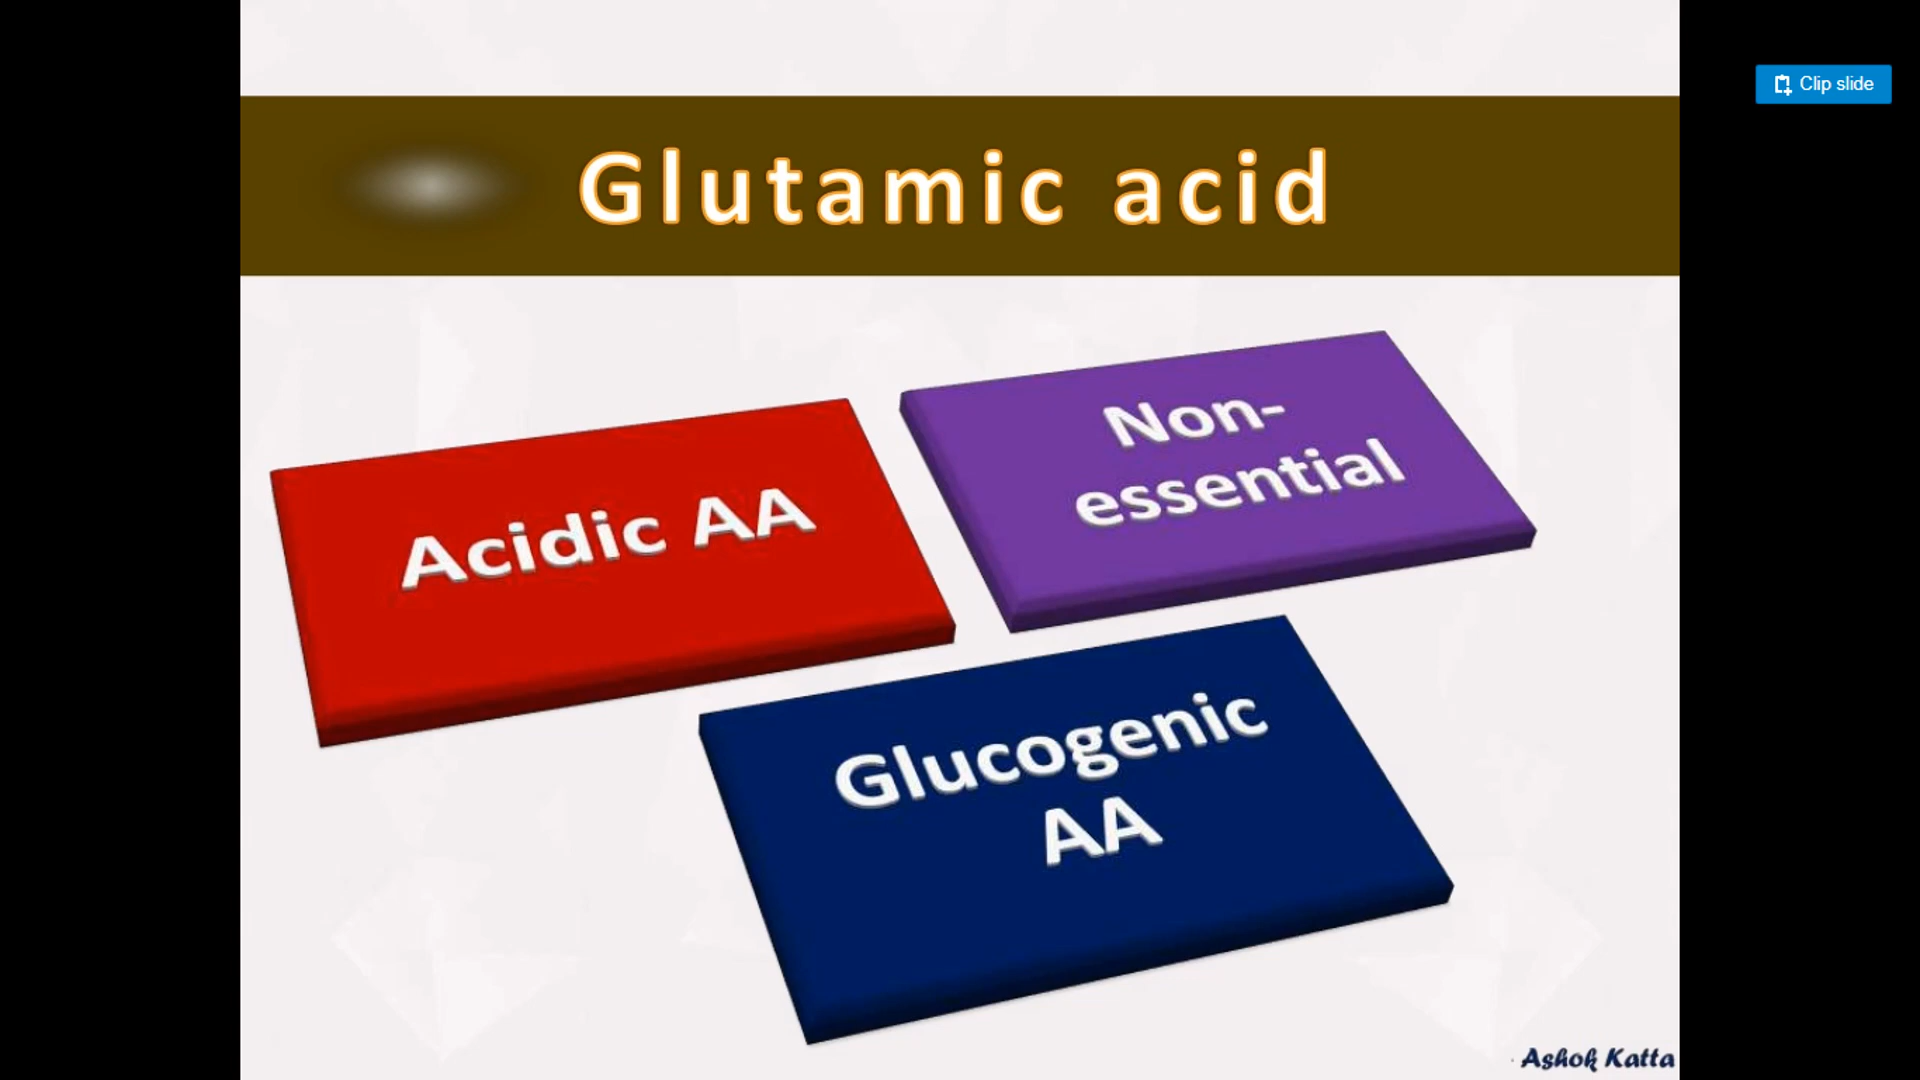 Clip slide
Glutamic acid
Acidic AA
Non-
essential
Glucogenic
AA
Ashok Katta